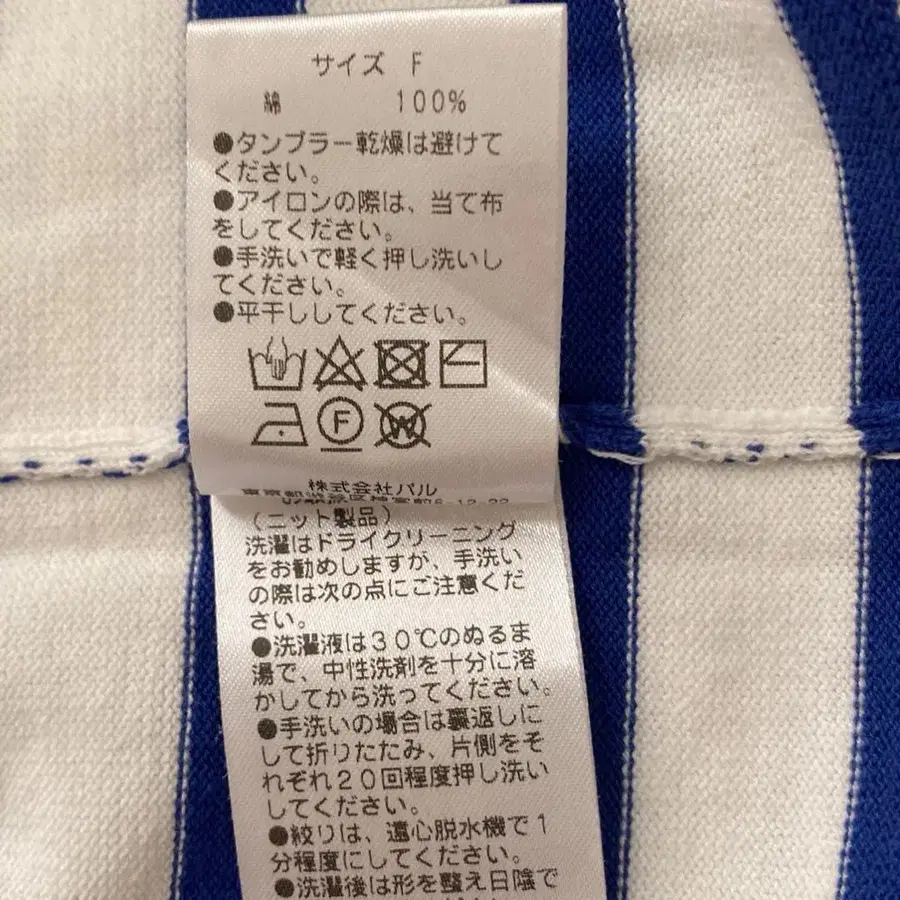 サイズ F
綿 100%
●タンブラー乾燥は避けて
ください。
●アイロンの際は、当て布
をしてください。
●手洗いで軽く押し洗いし
てください。
●平干ししてください。
F
W
株式会社パル
(ニット製品)
洗濯はドライクリーニング
をお勧めしますが、手洗い
の際は次の点にご注意くだ
さい。
●洗濯液は30℃のぬるま
湯で、中性洗剤を十分に溶
かしてから洗ってください。
●手洗いの場合は裏返しに
して折りたたみ、片側をそ
れぞれ20回程度押し洗い
してください。
●絞りは、遠心脱水機で1
分程度にしてください。
●洗濯後は形を整え日陰で